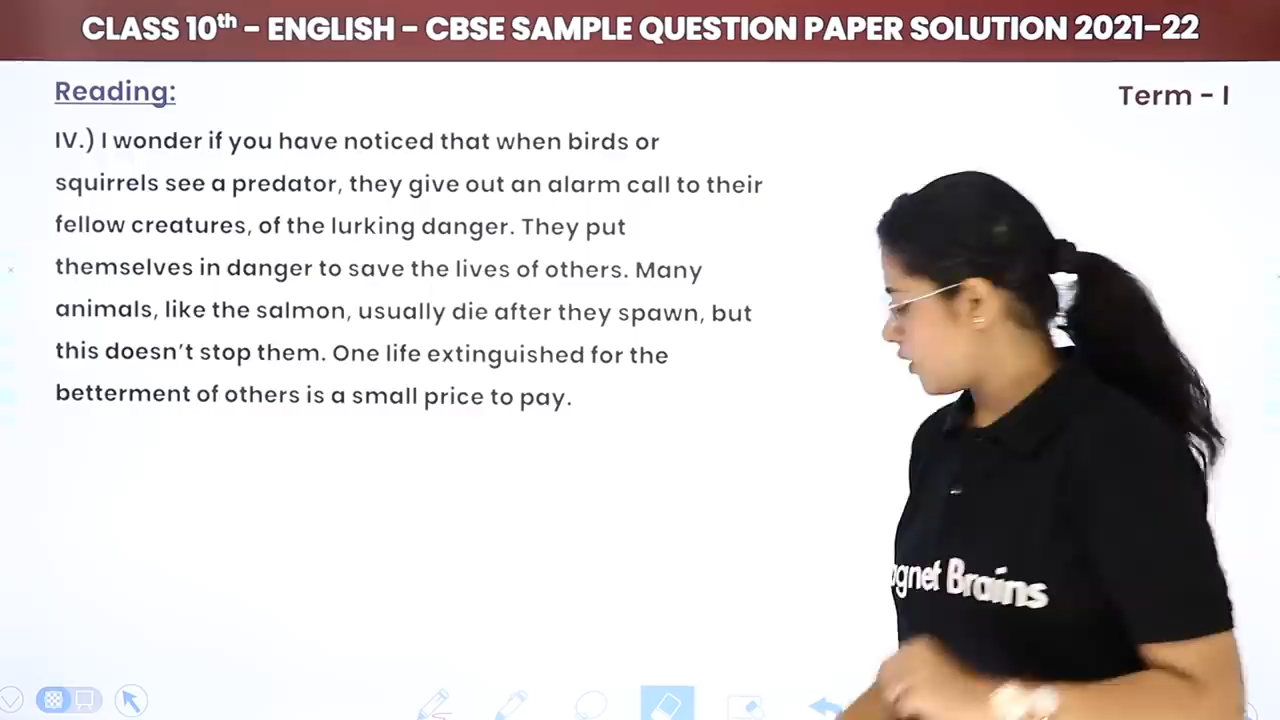 CLASS 10th – ENGLISH – CBSE SAMPLE QUESTION PAPER SOLUTION 2021–22
Reading:
Term – I
IV.) I wonder if you have noticed that when birds or
squirrels see a predator, they give out an alarm call to their
fellow creatures, of the lurking danger. They put
themselves in danger to save the lives of others. Many
animals, like the salmon, usually die after they spawn, but
this doesn't stop them. One life extinguished for the
betterment of others is a small price to pay.
gnet Brains